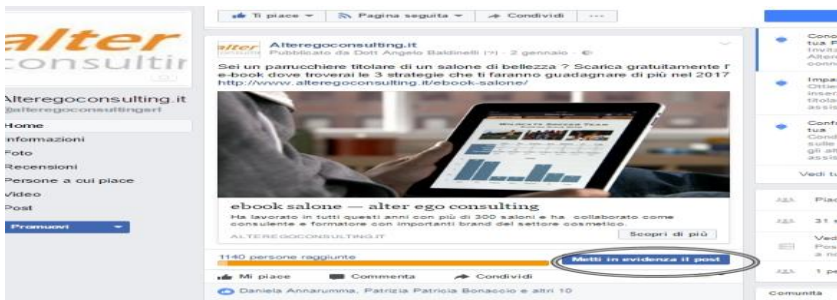 alter
consulting
Alteregoconsulting.it
@alteregoconsultingsrl
Home
Informazioni
Foto
Recensioni
Persone a cui piace
Video
Post
Promuovi
Ti piace
Pagina seguita
Condividi
Alteregoconsulting.it
Pubblicato da Dott Angelo Baldinelli [?] · 2 gennaio ·
Sei un parrucchiere titolare di un salone di bellezza ? Scarica gratuitamente l'
e-book dove troverai le 3 strategie che ti faranno guadagnare di più nel 2017
http://www.alteregoconsulting.it/ebook-salone/
ebook salone — alter ego consulting
Ha lavorato in tutti questi anni con più di 300 saloni e ha collaborato come
consulente e formatore con importanti brand del settore cosmetico.
ALTEREGOCONSULTING.IT
Scopri di più
1140 persone raggiunte
Metti in evidenza il post
Mi piace
Commenta
Condividi
Daniela Annarumma, Patrizia Patricia Bonaccio e altri 10
tua
Vedi tu
31
Comunità